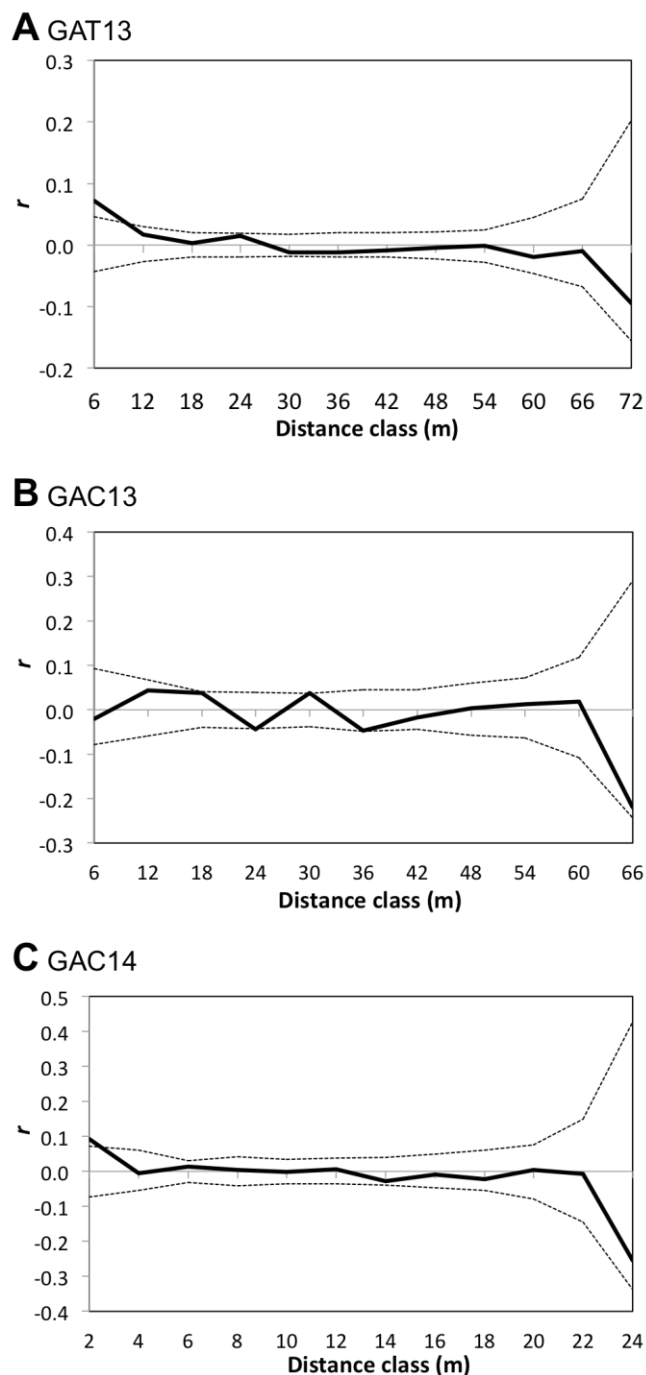 A GAT13
0.3
0.2
0.1
r
0.0
-0.1
-0.2
6 12 18 24 30 36 42 48 54 60 66 72
Distance class (m)
B GAC13
0.4
0.3
0.2
0.1
r
0.0
-0.1
-0.2
-0.3
6 12 18 24 30 36 42 48 54 60 66
Distance class (m)
C GAC14
0.5
0.4
0.3
0.2
0.1
r
0.0
-0.1
-0.2
-0.3
-0.4
2 4 6 8 10 12 14 16 18 20 22 24
Distance class (m)